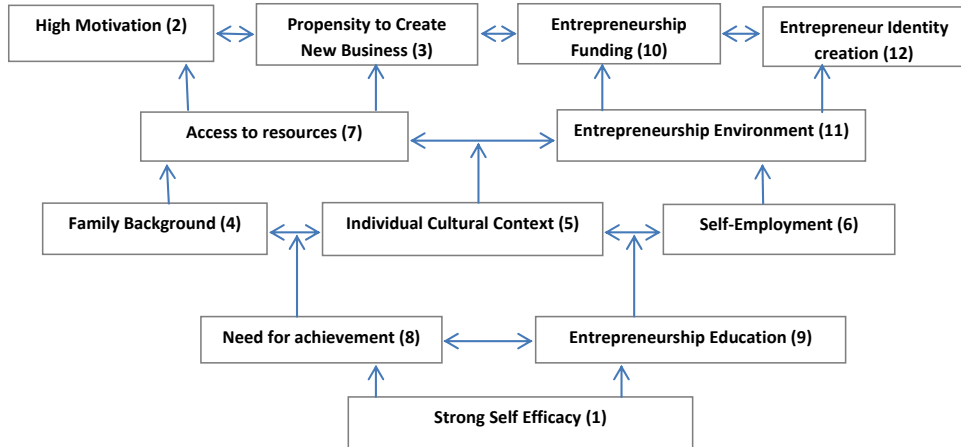 High Motivation (2)
Propensity to Create
New Business (3)
Entrepreneurship
Funding (10)
Entrepreneur Identity
creation (12)
Access to resources (7)
Entrepreneurship Environment (11)
Family Background (4)
Individual Cultural Context (5)
Self-Employment (6)
Need for achievement (8)
Entrepreneurship Education (9)
Strong Self Efficacy (1)